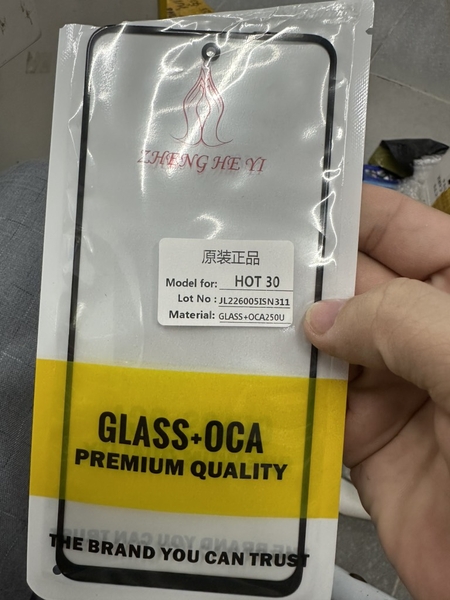 ZHENG HE YI
原装正品
Model for: HOT 30
Lot No : JL226005ISN311
Material: GLASS+OCA250U
GLASS+OCA
PREMIUM QUALITY
THE BRAND YOU CAN TRUST